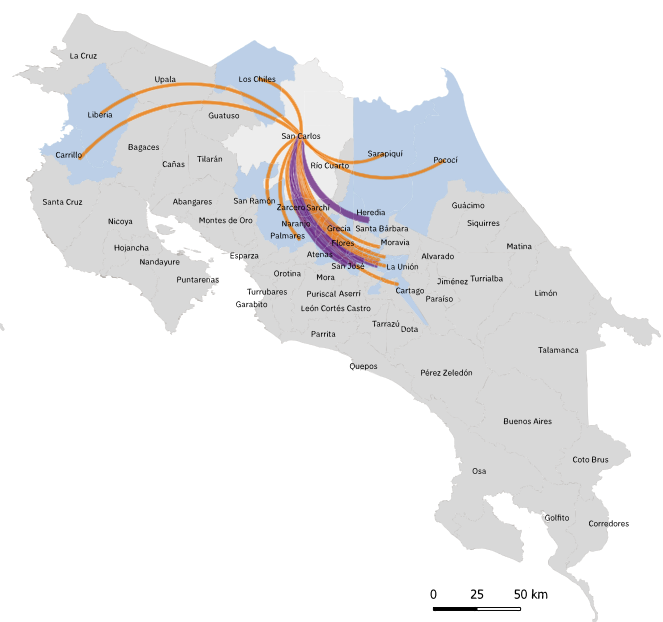 La Cruz
Upala
Los Chiles
Liberia
Guatuso
San Carlos
Carrillo
Bagaces
Tilarán
Cañas
Río Cuarto
Sarapiquí
Pococí
Santa Cruz
Abangares
San Ramón
Zarcero
Sarchí
Heredia
Guácimo
Nicoya
Montes de Oro
Naranjo
Grecia
Santa Bárbara
Siquirres
Palmares
Flores
Moravia
Matina
Hojancha
Esparza
Atenas
Alvarado
Nandayure
San José
La Unión
Puntarenas
Orotina
Mora
Jiménez
Turrialba
Turrubares
Puriscal
Aserrí
Cartago
Paraíso
Limón
Garabito
León Cortés Castro
Parrita
Tarrazú
Dota
Talamanca
Quepos
Pérez Zeledón
Buenos Aires
Coto Brus
Osa
Golfito
Corredores
0 25 50 km